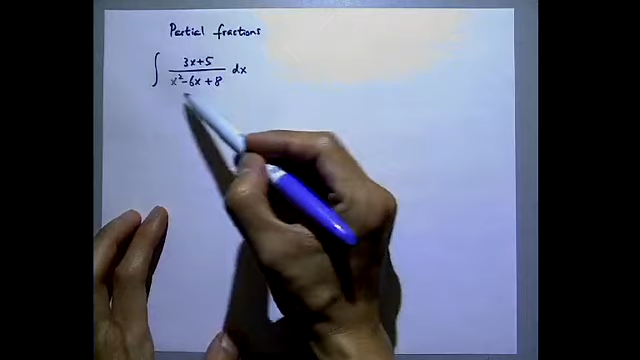 Partial fractions
∫ 3x+5 / x²-6x+8 dx